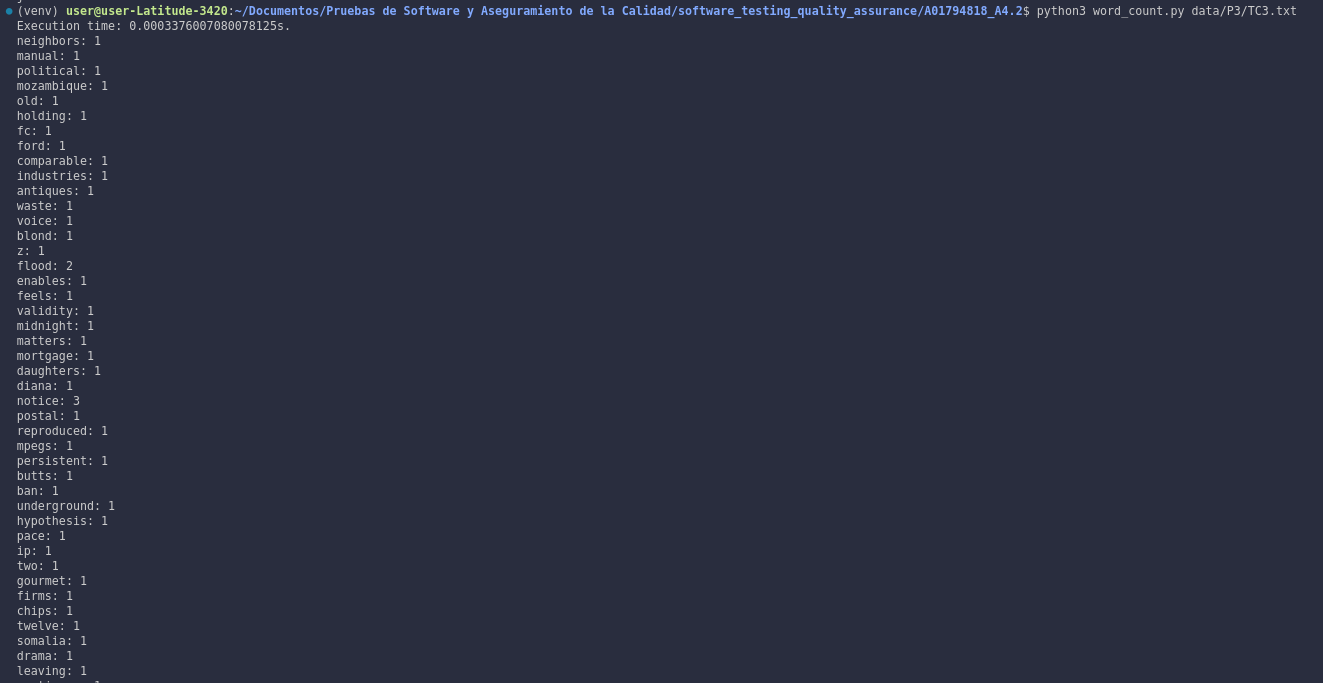 (venv) user@user-Latitude-3420:~/Documentos/Pruebas de Software y Aseguramiento de la Calidad/software_testing_quality_assurance/A01794818_A4.2$ python3 word_count.py data/P3/TC3.txt
Execution time: 0.0003376007080078125s.
neighbors: 1
manual: 1
political: 1
mozambique: 1
old: 1
holding: 1
fc: 1
ford: 1
comparable: 1
industries: 1
antiques: 1
waste: 1
voice: 1
blond: 1
z: 1
flood: 2
enables: 1
feels: 1
validity: 1
midnight: 1
matters: 1
mortgage: 1
daughters: 1
diana: 1
notice: 3
postal: 1
reproduced: 1
mpegs: 1
persistent: 1
butts: 1
ban: 1
underground: 1
hypothesis: 1
pace: 1
ip: 1
two: 1
gourmet: 1
firms: 1
chips: 1
twelve: 1
somalia: 1
drama: 1
leaving: 1